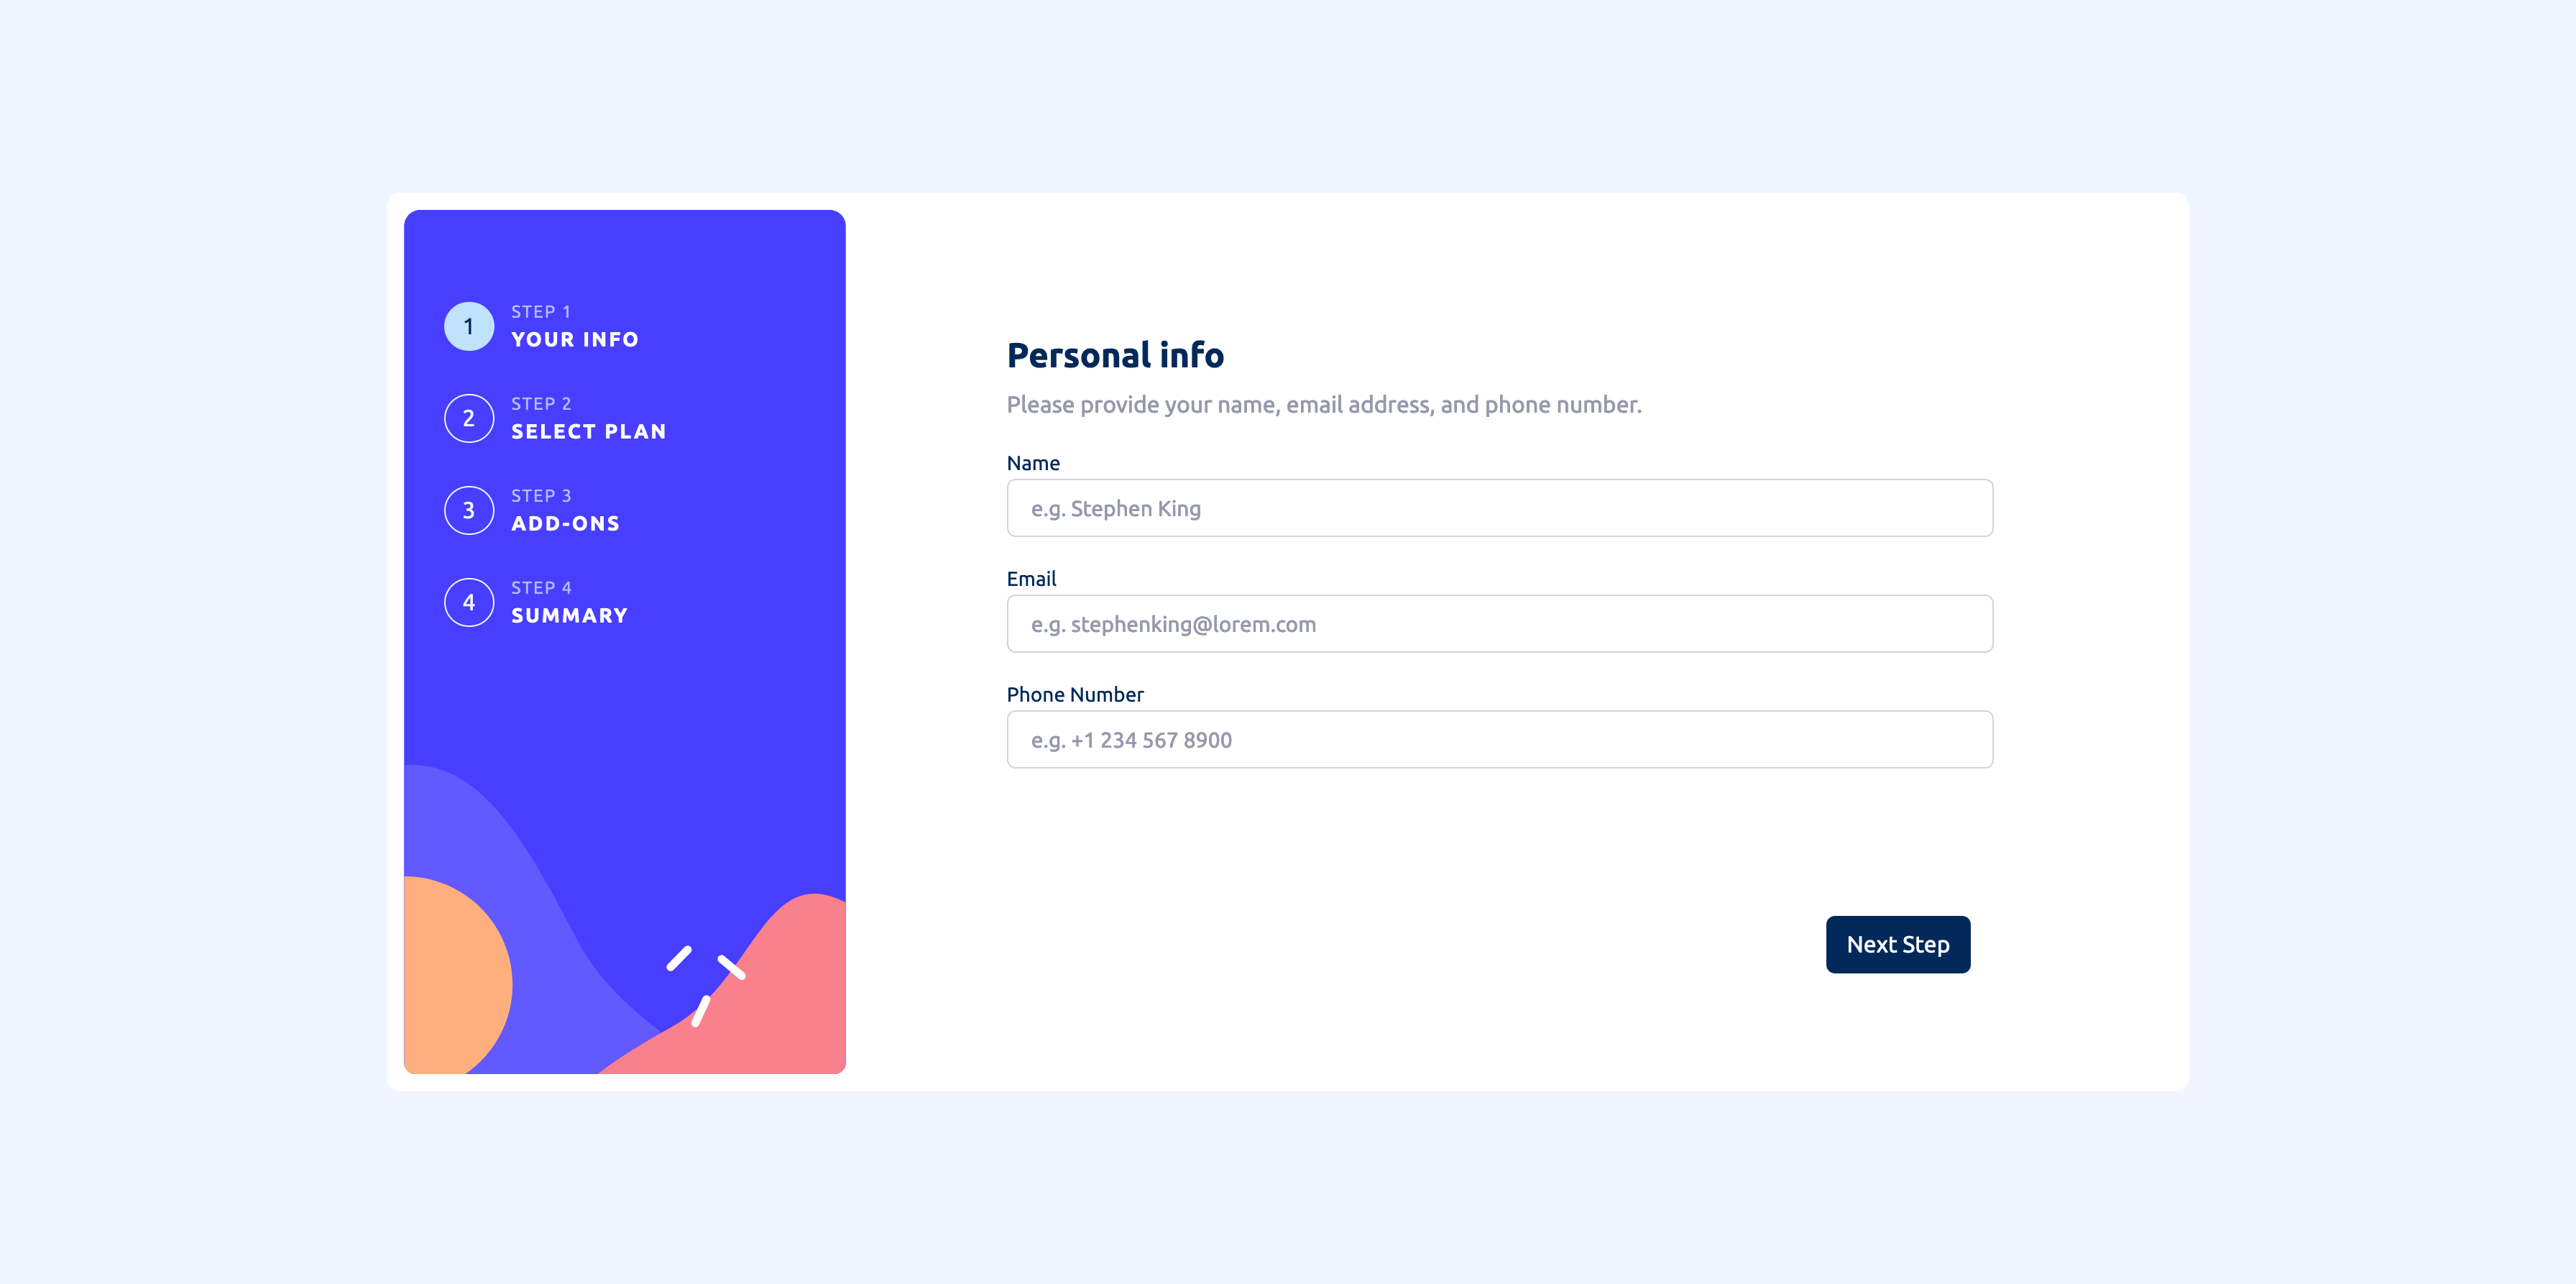 1
STEP 1
YOUR INFO
2
STEP 2
SELECT PLAN
3
STEP 3
ADD-ONS
4
STEP 4
SUMMARY
Personal info
Please provide your name, email address, and phone number.
Name
e.g. Stephen King
Email
e.g. stephenking@lorem.com
Phone Number
e.g. +1 234 567 8900
Next Step